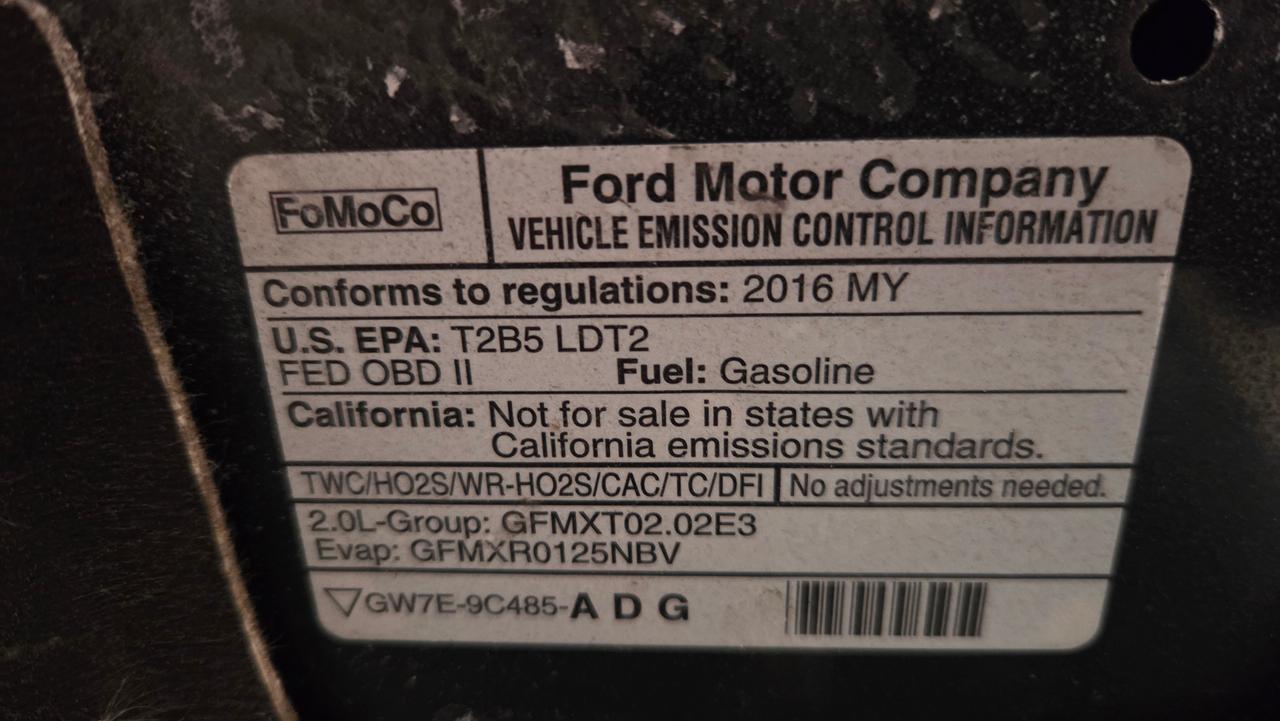 FoMoCo
Ford Motor Company
VEHICLE EMISSION CONTROL INFORMATION
Conforms to regulations: 2016 MY
U.S. EPA: T2B5 LDT2
FED OBD II Fuel: Gasoline
California: Not for sale in states with
California emissions standards.
TWC/HO2S/WR-HO2S/CAC/TC/DFI No adjustments needed.
2.0L-Group: GFMXT02.02E3
Evap: GFMXR0125NBV
▽GW7E-9C485-A D G